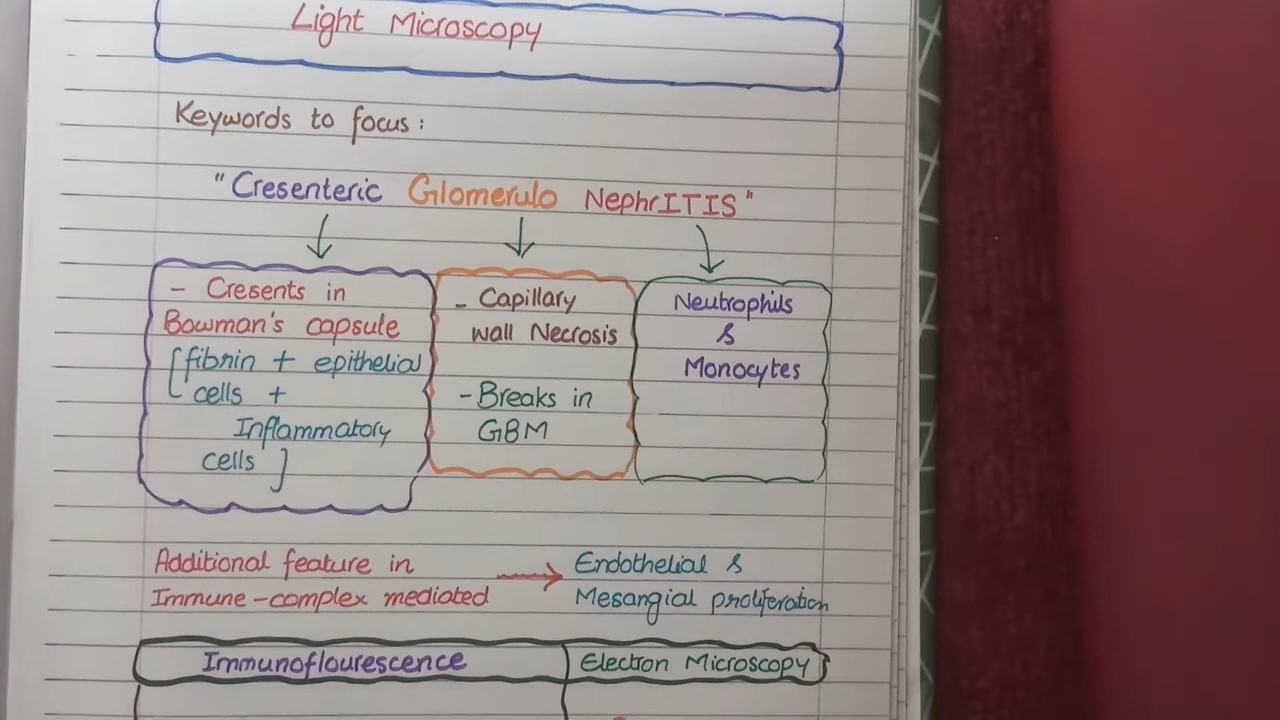 Light Microscopy
Keywords to focus :
"Cresenteric Glomerulo NephrITIS"
- Cresents in
Bowman's capsule
[fibrin + epithelial
cells +
Inflammatory
cells]
- Capillary
wall Necrosis
- Breaks in
GBM
Neutrophils
&
Monocytes
Additional feature in
Immune-complex mediated
Endothelial &
Mesangial proliferation
Immunoflourescence
Electron Microscopy